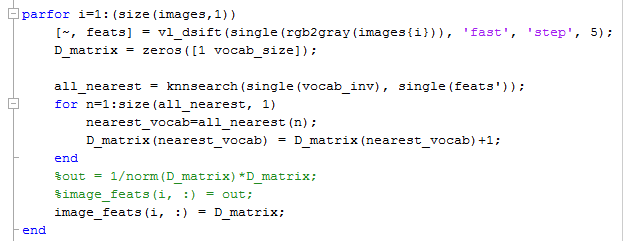 parfor i=1:(size(images,1))
    [~, feats] = vl_dsift(single(rgb2gray(images{i})), 'fast', 'step', 5);
    D_matrix = zeros([1 vocab_size]);

    all_nearest = knnsearch(single(vocab_inv), single(feats'));
    for n=1:size(all_nearest, 1)
        nearest_vocab=all_nearest(n);
        D_matrix(nearest_vocab) = D_matrix(nearest_vocab)+1;
    end
    %out = 1/norm(D_matrix)*D_matrix;
    %image_feats(i, :) = out;
    image_feats(i, :) = D_matrix;
end